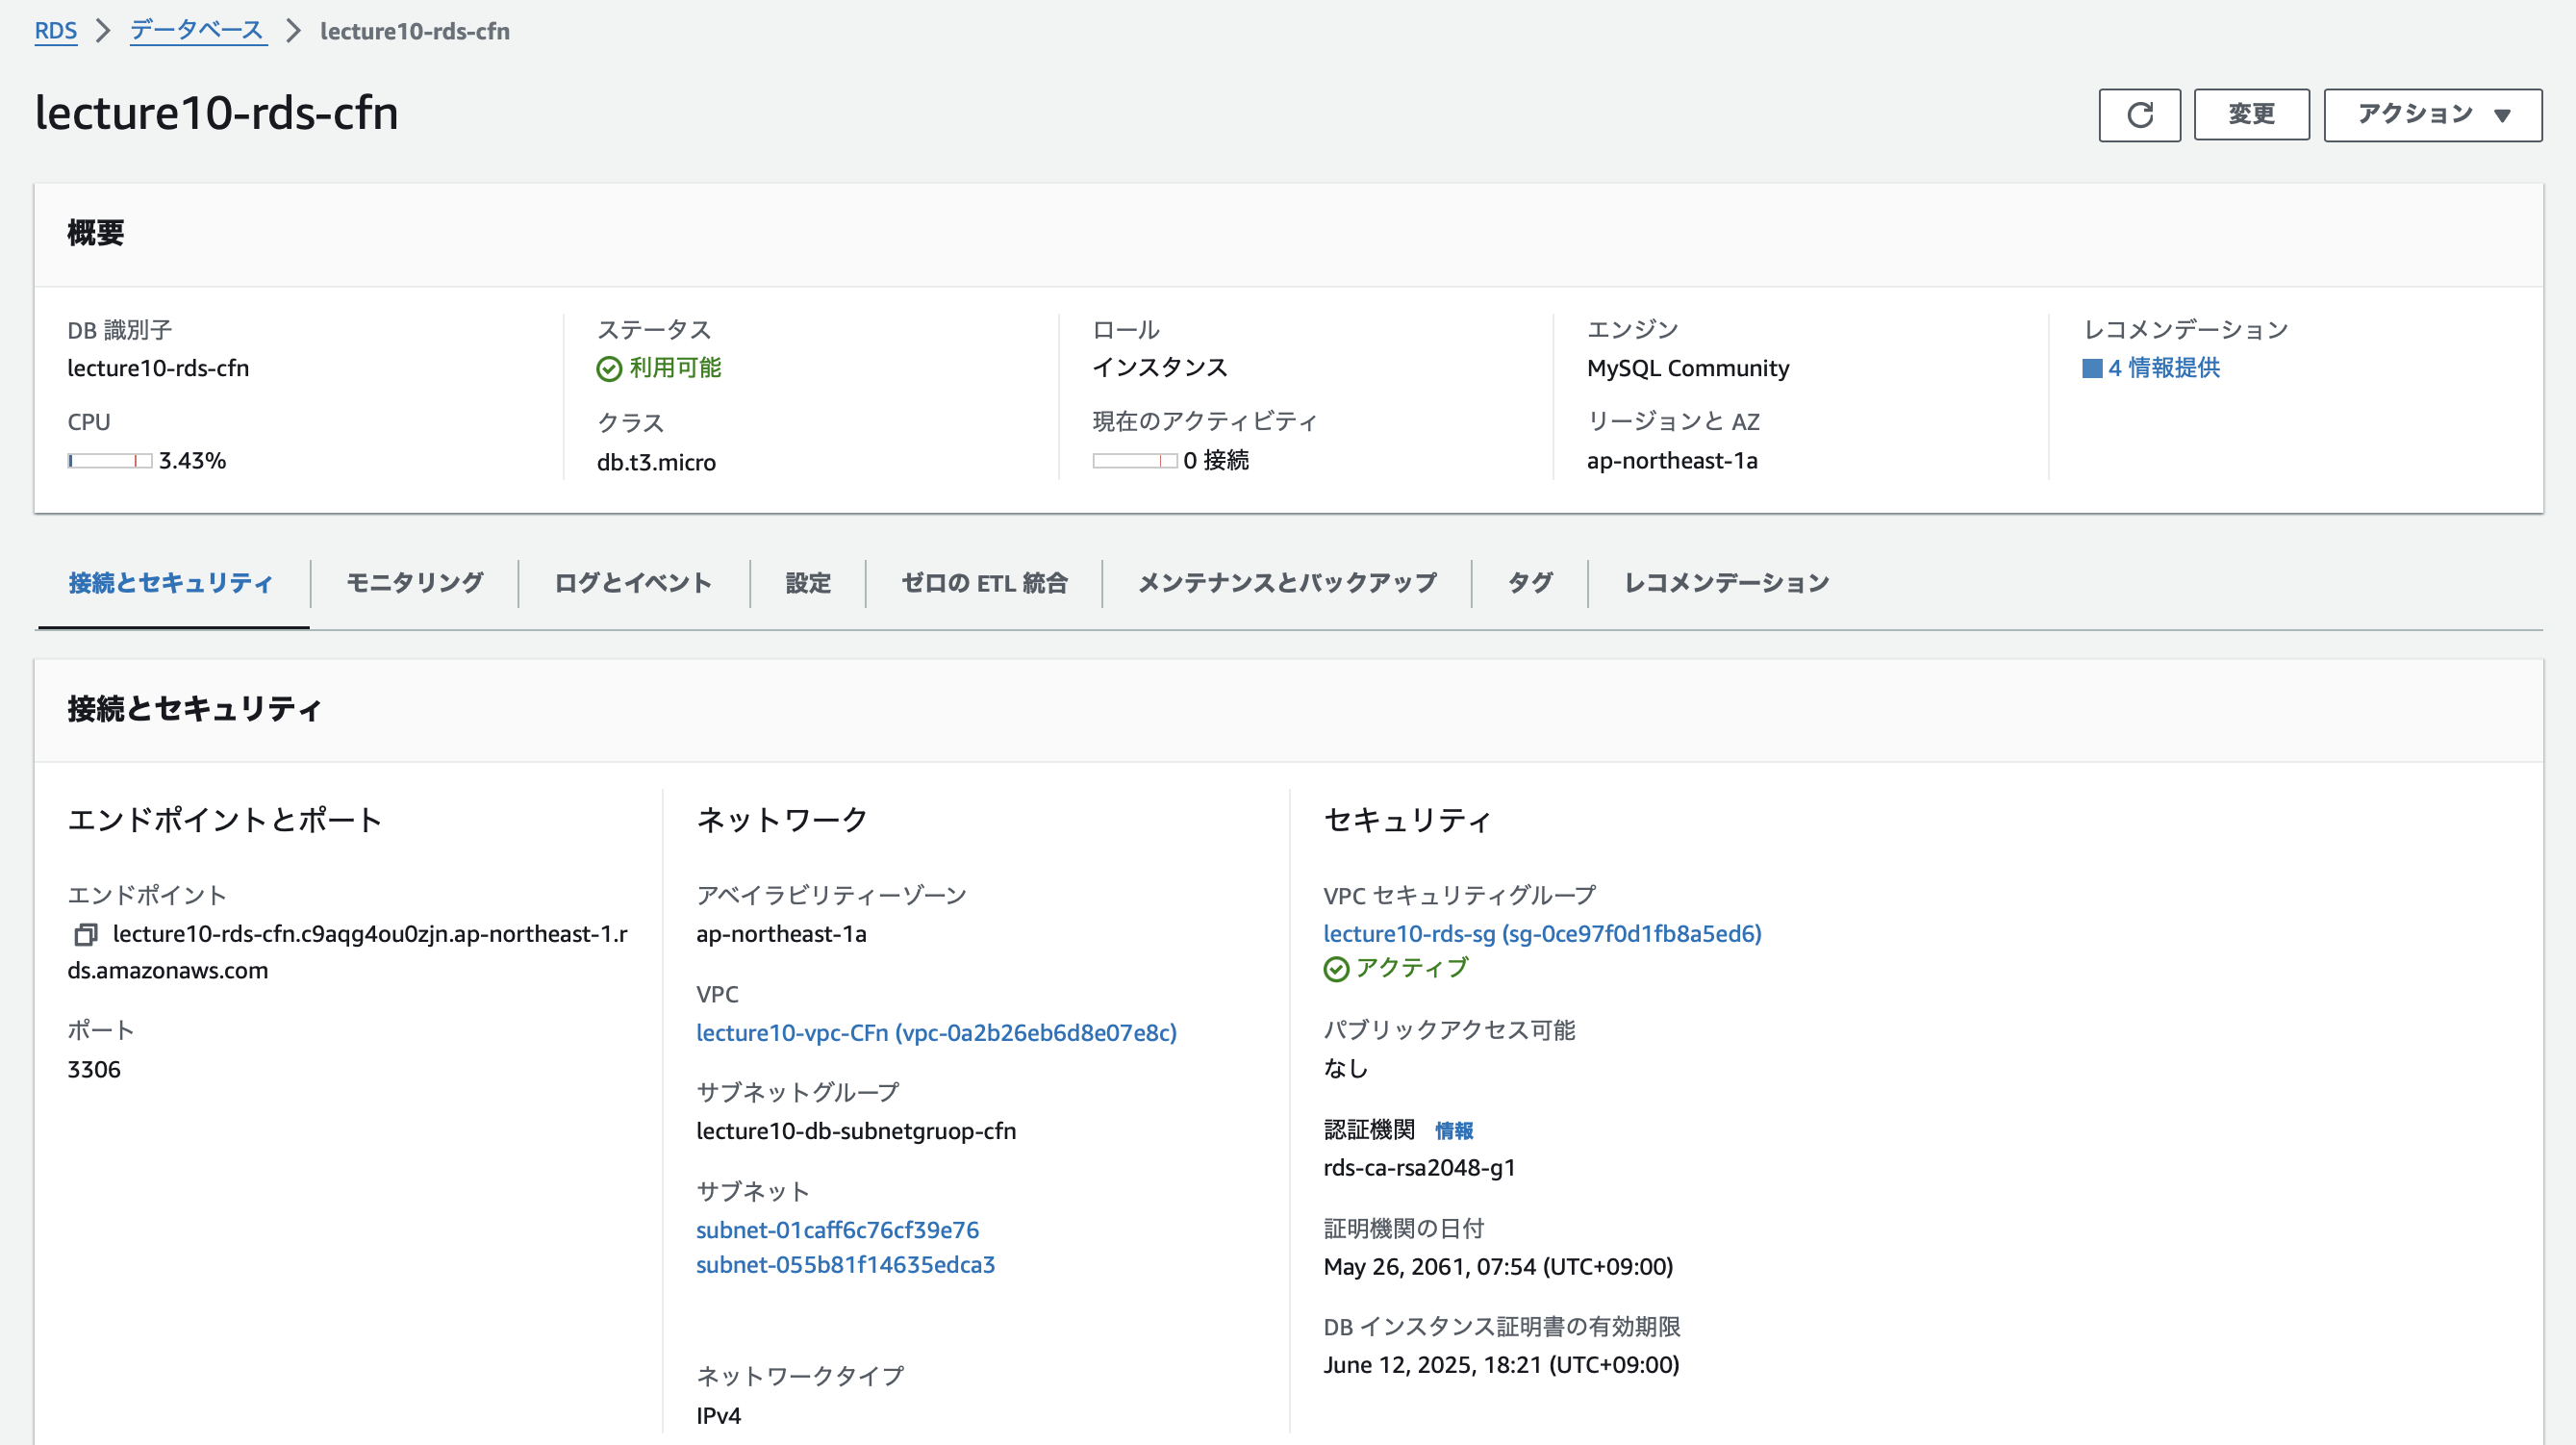 RDS > データベース > lecture10-rds-cfn
lecture10-rds-cfn
変更
アクション ▼
概要
DB 識別子
lecture10-rds-cfn
CPU
3.43%
ステータス
利用可能
クラス
db.t3.micro
ロール
インスタンス
現在のアクティビティ
0 接続
エンジン
MySQL Community
リージョンと AZ
ap-northeast-1a
レコメンデーション
4 情報提供
接続とセキュリティ
モニタリング
ログとイベント
設定
ゼロの ETL 統合
メンテナンスとバックアップ
タグ
レコメンデーション
接続とセキュリティ
エンドポイントとポート
エンドポイント
lecture10-rds-cfn.c9aqg4ou0zjn.ap-northeast-1.r
ds.amazonaws.com
ポート
3306
ネットワーク
アベイラビリティーゾーン
ap-northeast-1a
VPC
lecture10-vpc-CFn (vpc-0a2b26eb6d8e07e8c)
サブネットグループ
lecture10-db-subnetgruop-cfn
サブネット
subnet-01caff6c76cf39e76
subnet-055b81f14635edca3
ネットワークタイプ
IPv4
セキュリティ
VPC セキュリティグループ
lecture10-rds-sg (sg-0ce97f0d1fb8a5ed6)
アクティブ
パブリックアクセス可能
なし
認証機関 情報
rds-ca-rsa2048-g1
証明機関の日付
May 26, 2061, 07:54 (UTC+09:00)
DB インスタンス証明書の有効期限
June 12, 2025, 18:21 (UTC+09:00)